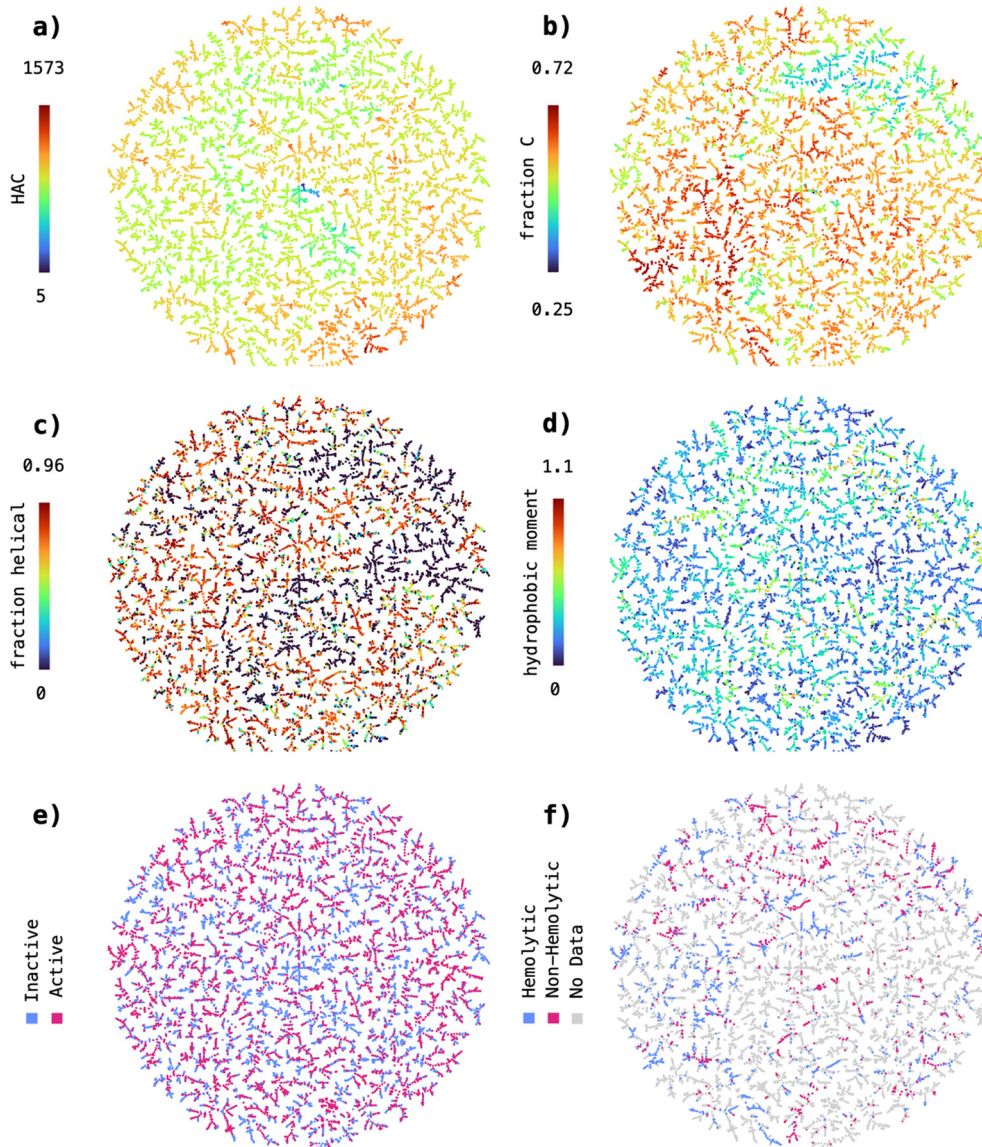 a)
1573
HAC
5
b)
0.72
fraction C
0.25
c)
0.96
fraction helical
0
d)
1.1
hydrophobic moment
0
e)
Inactive
Active
f)
Hemolytic
Non-Hemolytic
No Data